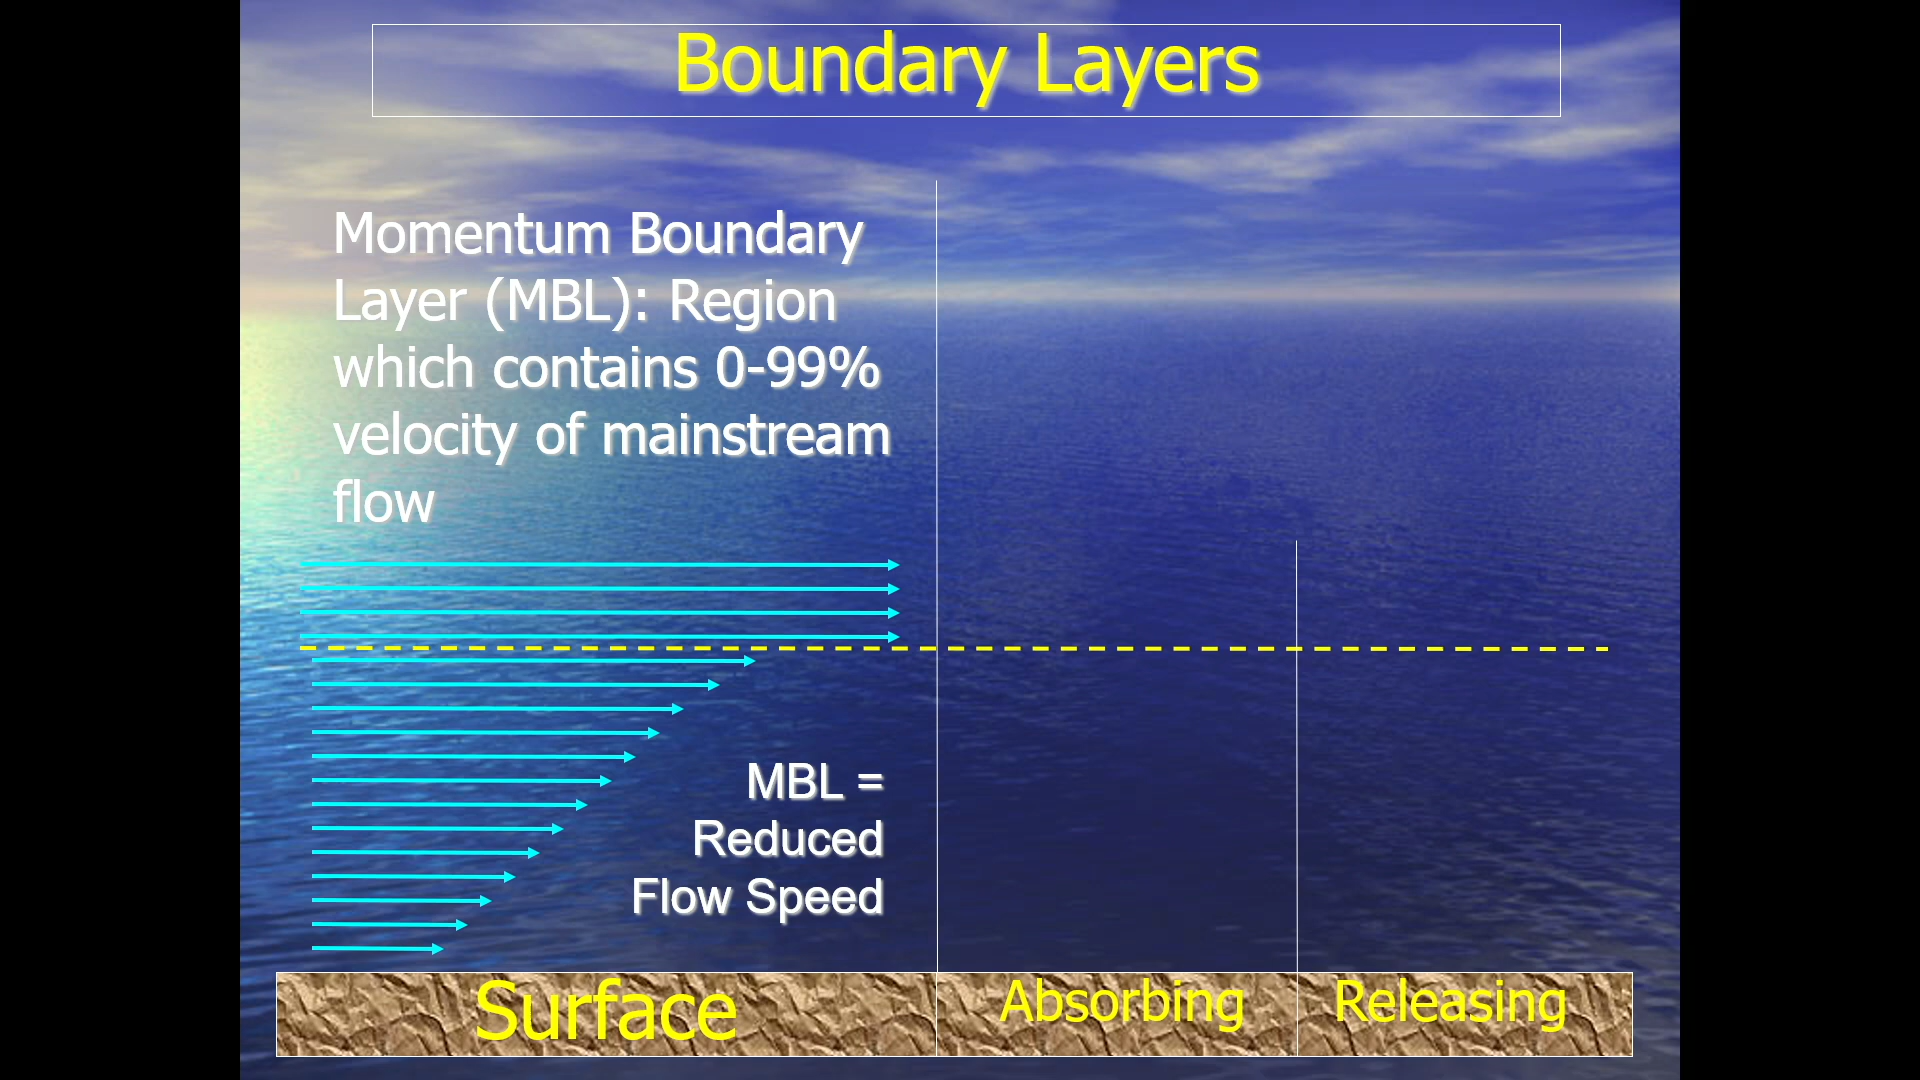 Boundary Layers
Momentum Boundary
Layer (MBL): Region
which contains 0-99%
velocity of mainstream
flow
MBL =
Reduced
Flow Speed
Surface
Absorbing
Releasing